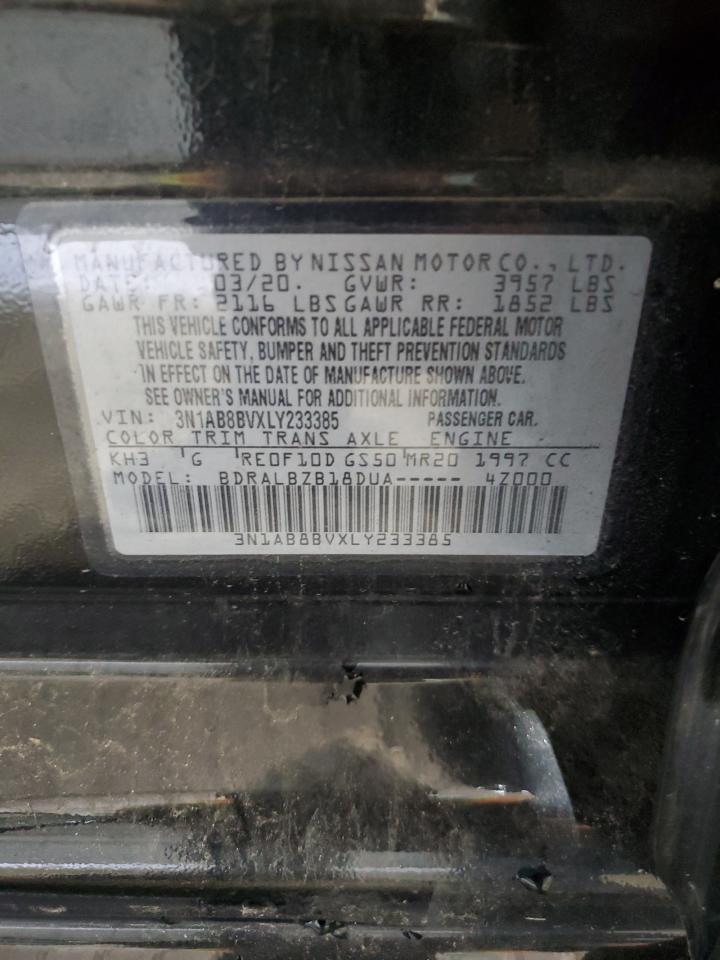 MANUFACTURED BY NISSAN MOTOR CO., LTD.
DATE: 03/20. GVWR: 3957 LBS
GAWR FR: 2116 LBS GAWR RR: 1852 LBS
THIS VEHICLE CONFORMS TO ALL APPLICABLE FEDERAL MOTOR
VEHICLE SAFETY, BUMPER AND THEFT PREVENTION STANDARDS
IN EFFECT ON THE DATE OF MANUFACTURE SHOWN ABOVE.
SEE OWNER'S MANUAL FOR ADDITIONAL INFORMATION.
VIN: 3N1AB8BVXLY233385 PASSENGER CAR.
COLOR TRIM TRANS AXLE ENGINE
KH3 G RE0F10D GS50 MR20 1997 CC
MODEL: BDRALBZB18DUA----- 4Z000
3N1AB8BVXLY233385